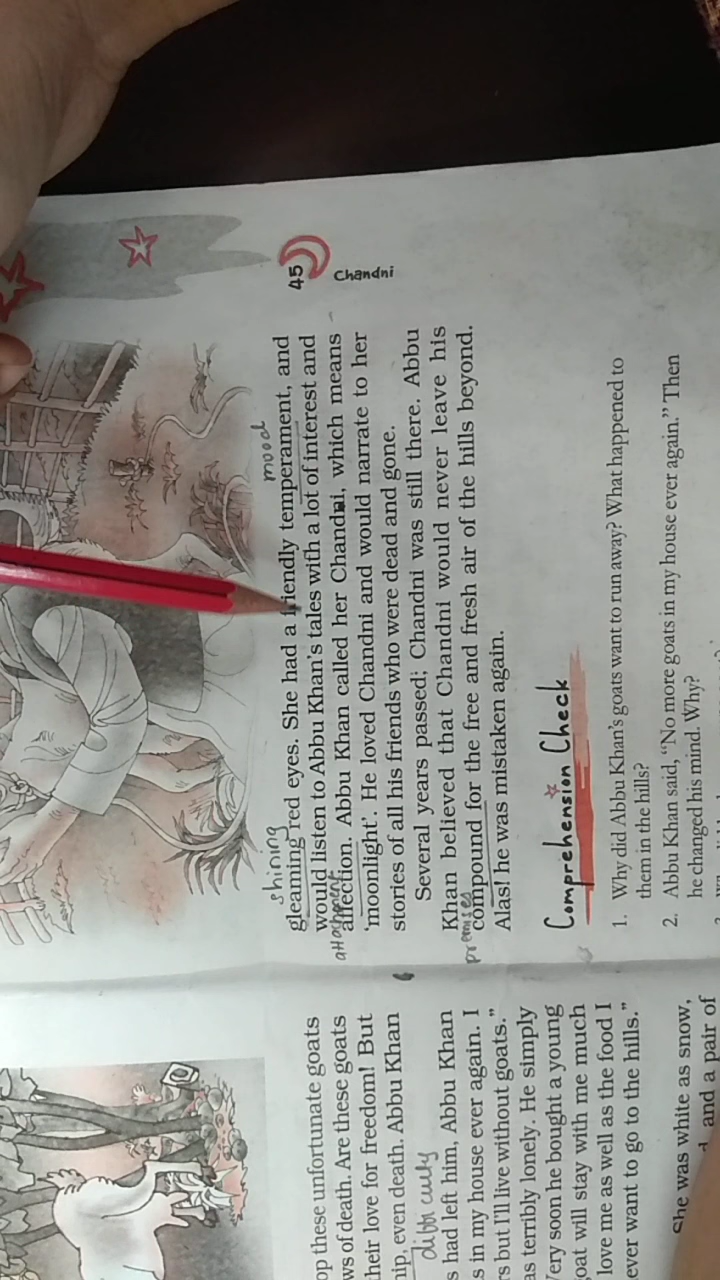 op these unfortunate goats
ws of death. Are these goats
heir love for freedom! But
hip, even death. Abbu Khan
difficulty
s had left him, Abbu Khan
s in my house ever again. I
rs but I'll live without goats."
as terribly lonely. He simply
ery soon he bought a young
oat will stay with me much
love me as well as the food I
ever want to go to the hills."
She was white as snow,
and a pair of
shining
mood
gleaming red eyes. She had a friendly temperament, and
would listen to Abbu Khan's tales with a lot of interest and
attachment
affection. Abbu Khan called her Chandni, which means
'moonlight'. He loved Chandni and would narrate to her
stories of all his friends who were dead and gone.
Several years passed; Chandni was still there. Abbu
Khan believed that Chandni would never leave his
premises
compound for the free and fresh air of the hills beyond.
Alas! he was mistaken again.
45
Chandni
Comprehension Check
1. Why did Abbu Khan's goats want to run away? What happened to
them in the hills?
2. Abbu Khan said, "No more goats in my house ever again." Then
he changed his mind. Why?